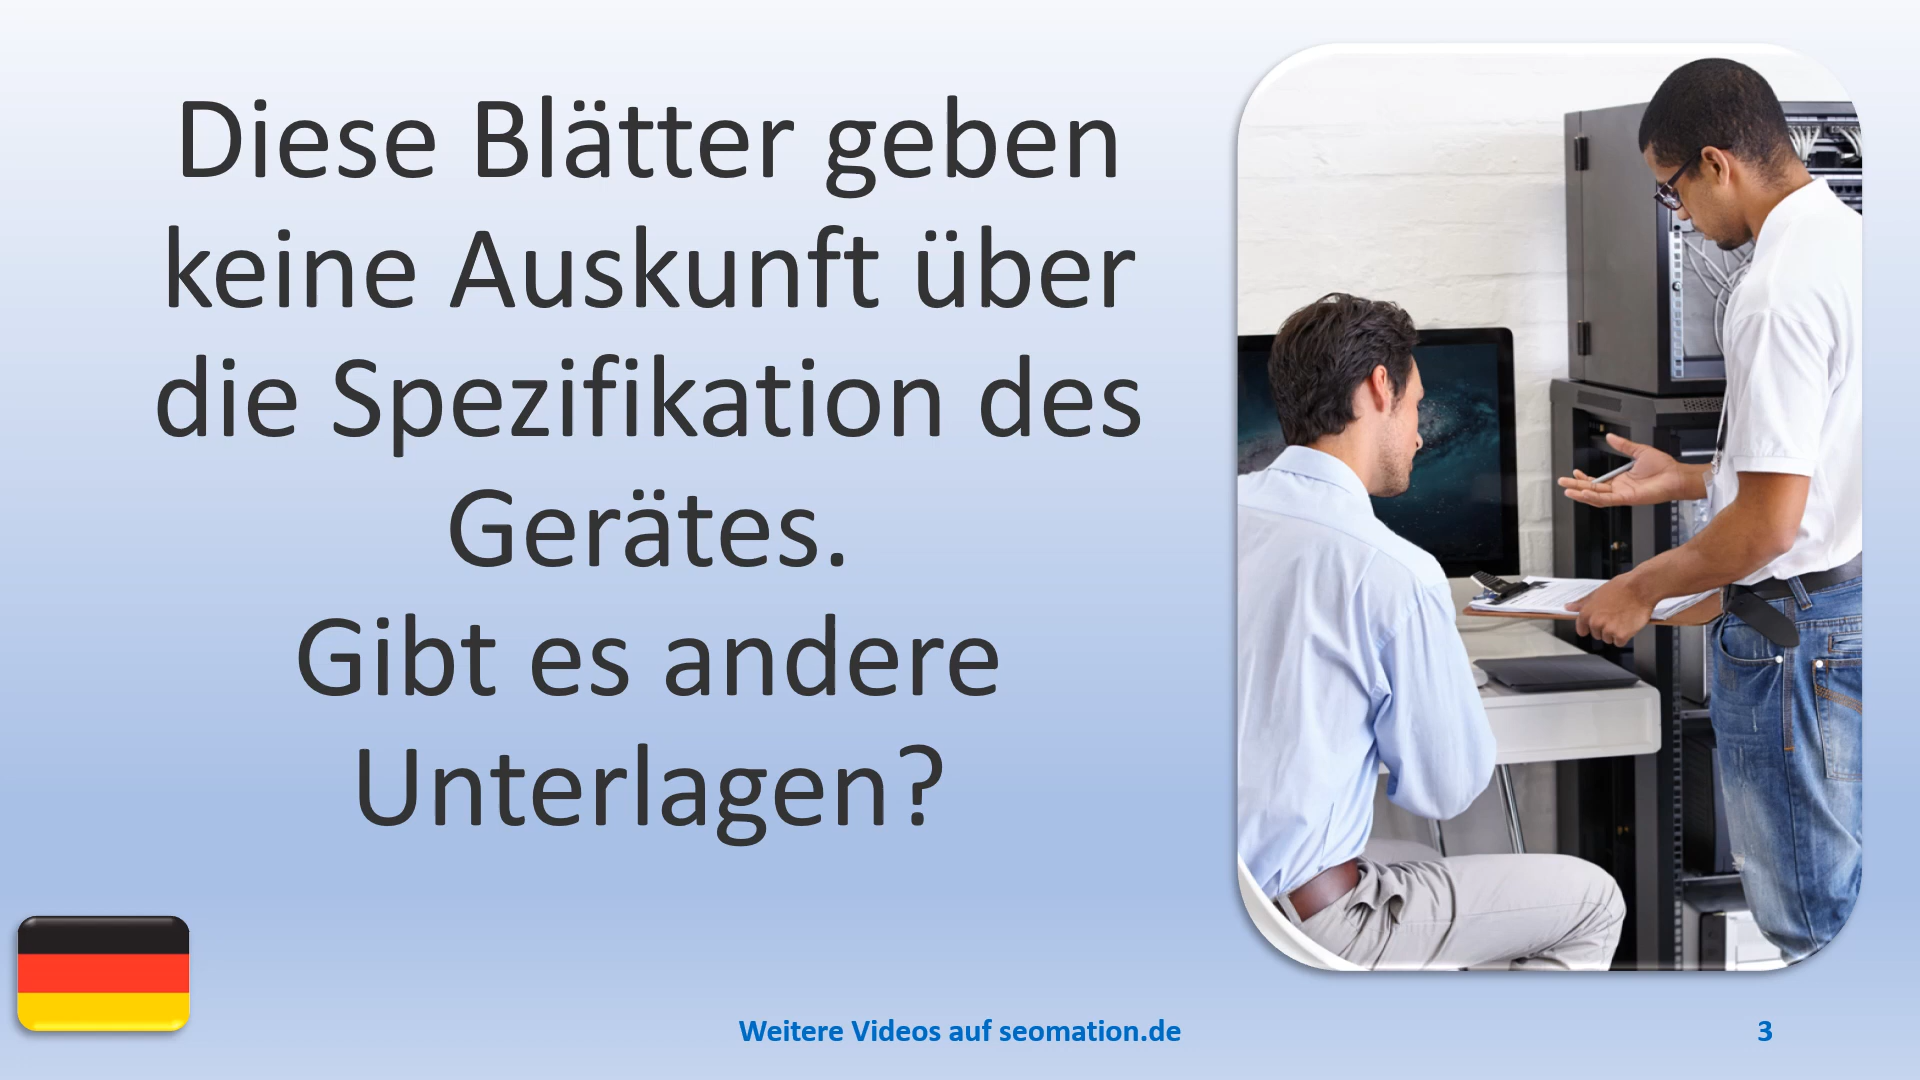 Diese Blätter geben
keine Auskunft über
die Spezifikation des
Gerätes.
Gibt es andere
Unterlagen?
Weitere Videos auf seomation.de
3